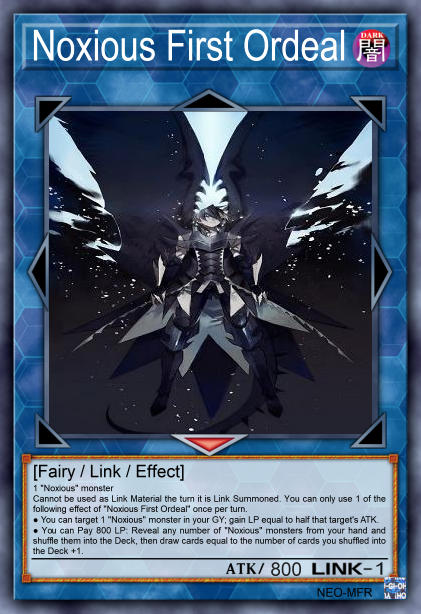 Noxious First Ordeal
DARK
闇
[Fairy / Link / Effect]
1 "Noxious" monster
Cannot be used as Link Material the turn it is Link Summoned. You can only use 1 of the
following effect of "Noxious First Ordeal" once per turn.
● You can target 1 "Noxious" monster in your GY; gain LP equal to half that target's ATK.
● You can Pay 800 LP: Reveal any number of "Noxious" monsters from your hand and
shuffle them into the Deck, then draw cards equal to the number of cards you shuffled into
the Deck +1.
ATK/ 800 LINK-1
NEO-MFR